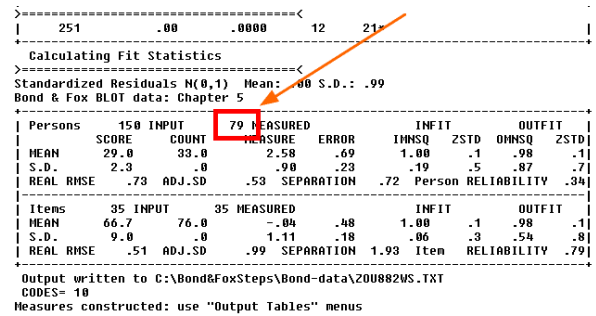 >=====================================<
| 251 .00 .0000 12 21* |
Calculating Fit Statistics
>=====================================<
Standardized Residuals N(0,1) Mean: .00 S.D.: .99
Bond & Fox BLOT data: Chapter 5
| Persons 150 INPUT 79 MEASURED INFIT OUTFIT |
| SCORE COUNT MEASURE ERROR IMNSQ ZSTD OMNSQ ZSTD|
| MEAN 29.0 33.0 2.58 .69 1.00 .1 .98 .1|
| S.D. 2.3 .0 .90 .23 .19 .5 .87 .7|
| REAL RMSE .73 ADJ.SD .53 SEPARATION .72 Person RELIABILITY .34|
| Items 35 INPUT 35 MEASURED INFIT OUTFIT |
| MEAN 66.7 76.0 -.04 .48 1.00 .1 .98 .1|
| S.D. 9.0 .0 1.11 .18 .06 .3 .54 .8|
| REAL RMSE .51 ADJ.SD .99 SEPARATION 1.93 Item RELIABILITY .79|
Output written to C:\Bond&FoxSteps\Bond-data\ZOU882WS.TXT
CODES= 10
Measures constructed: use "Output Tables" menus